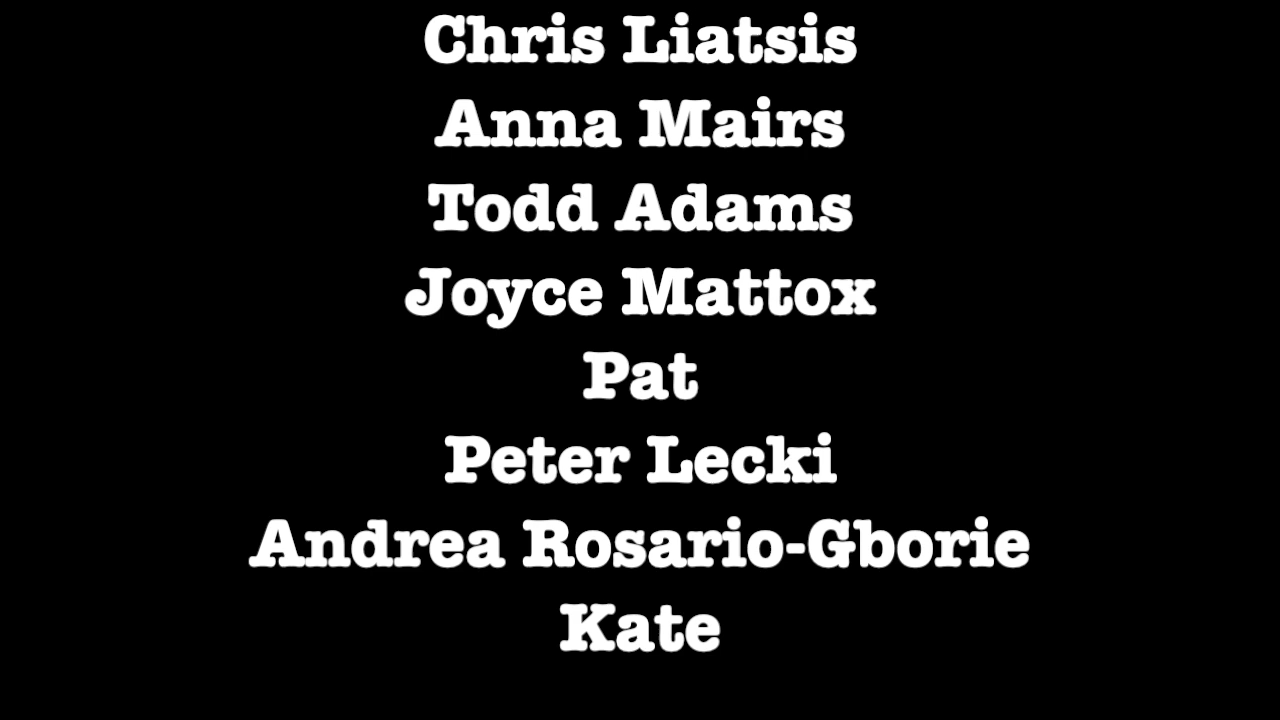 Chris Liatsis
Anna Mairs
Todd Adams
Joyce Mattox
Pat
Peter Lecki
Andrea Rosario-Gborie
Kate